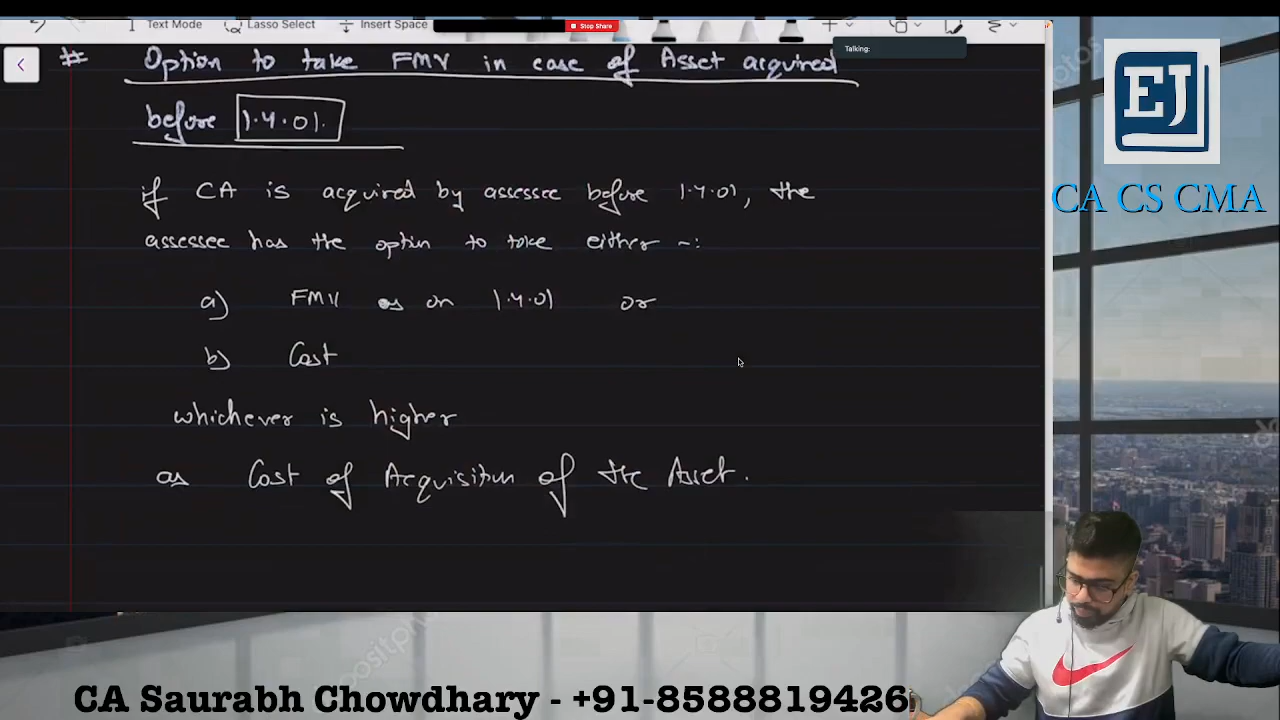 Text Mode Lasso Select Insert Space Stop Share
Talking:
# Option to take FMV in case of Asset acquired
before 1.4.01.
if CA is acquired by assessee before 1.4.01, the
assessee has the option to take either -:
a) FMV as on 1.4.01 or
b) Cost
whichever is higher
as Cost of Acquisition of the Asset.
EJ
CA CS CMA
CA Saurabh Chowdhary - +91-8588819426